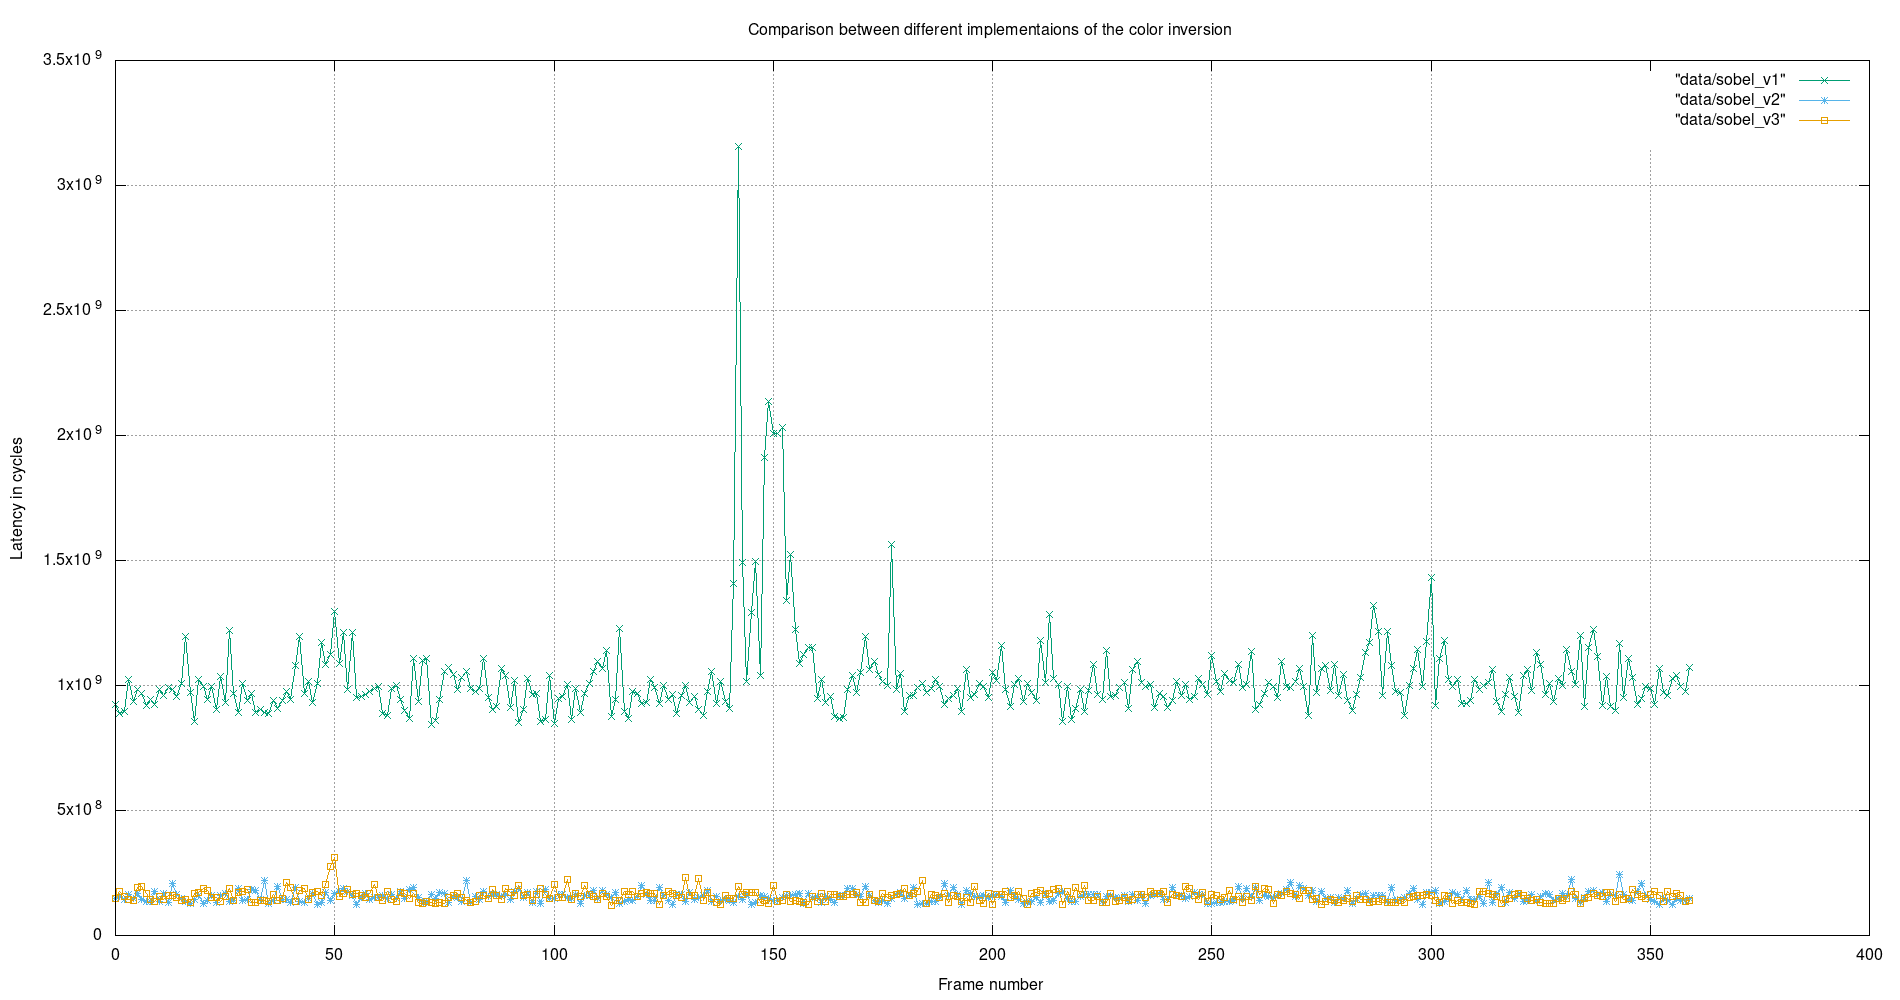 Comparison between different implementaions of the color inversion
3.5x10 9
3x10 9
2.5x10 9
2x10 9
1.5x10 9
1x10 9
5x10 8
0
Latency in cycles
"data/sobel_v1"
"data/sobel_v2"
"data/sobel_v3"
0 50 100 150 200 250 300 350 400
Frame number